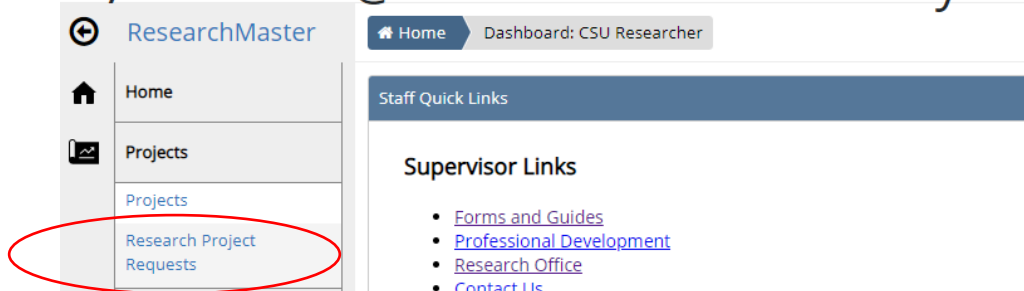 ResearchMaster
Home
Dashboard: CSU Researcher
Home
Staff Quick Links
Projects
Supervisor Links
Projects
Forms and Guides
Research Project
Requests
Professional Development
Research Office
Contact Us